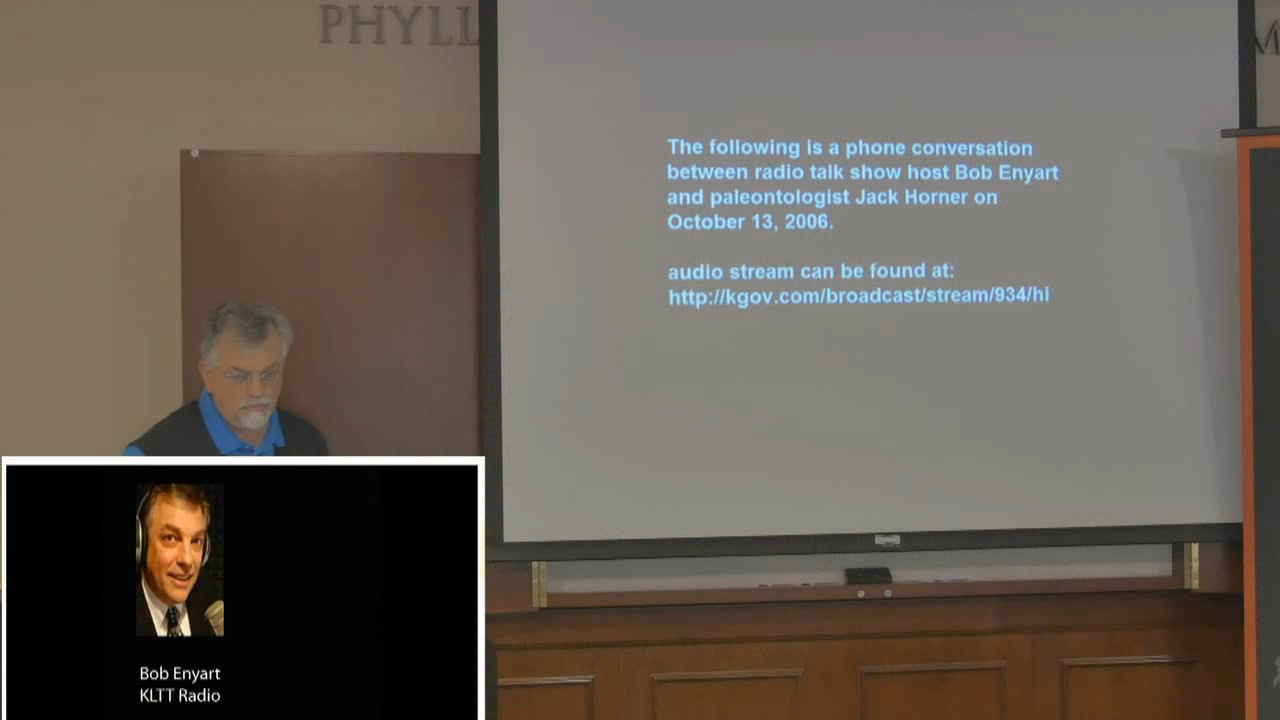 PHYLL
The following is a phone conversation
between radio talk show host Bob Enyart
and paleontologist Jack Horner on
October 13, 2006.
audio stream can be found at:
http://kgov.com/broadcast/stream/934/hi
Bob Enyart
KLTT Radio